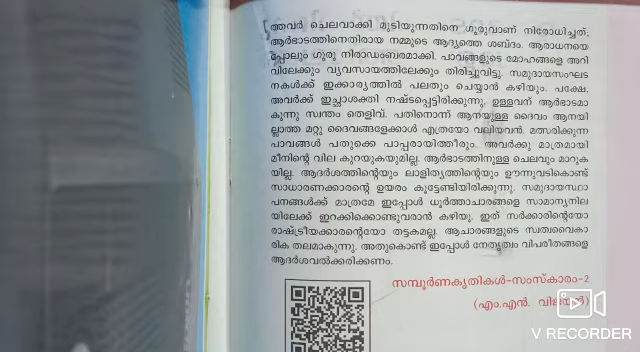 ത്തവർ ചെലവാക്കി മുടിയുന്നതിനെ ഗുരുവാണ് നിരോധിച്ചത്;
ആർഭാടത്തിനെതിരായ നമ്മുടെ ആദ്യത്തെ ശബ്ദം. ആരാധനയെ
പ്പോലും ഗുരു നിരാഡംബരമാക്കി. പാവങ്ങളുടെ മോഹങ്ങളെ അറി
വിലേക്കും വ്യവസായത്തിലേക്കും തിരിച്ചുവിട്ടു. സമുദായസംഘട
നകൾക്ക് ഇക്കാര്യത്തിൽ പലതും ചെയ്യാൻ കഴിയും. പക്ഷേ,
അവർക്ക് ഇച്ഛാശക്തി നഷ്ടപ്പെട്ടിരിക്കുന്നു. ഉള്ളവന് ആർഭാടമാ
കുന്നു സ്വന്തം തെളിവ്. പതിനൊന്ന് ആനയുള്ള ദൈവം ആനയി
ല്ലാത്ത മറ്റു ദൈവങ്ങളേക്കാൾ എത്രയോ വലിയവൻ. മത്സരിക്കുന്ന
പാവങ്ങൾ പതുക്കെ പാപ്പരായിത്തീരും. അവർക്കു മാത്രമായി
മീനിന്റെ വില കുറയുകയുമില്ല. ആർഭാടത്തിനുള്ള ചെലവും മാറുക
യില്ല. ആദർശത്തിന്റെയും ലാളിത്യത്തിന്റെയും ഊന്നുവടികൊണ്ട്
സാധാരണക്കാരന്റെ ഉയരം കൂട്ടേണ്ടിയിരിക്കുന്നു. സമുദായസ്ഥാ
പനങ്ങൾക്ക് മാത്രമേ ഇപ്പോൾ ധൂർത്താചാരങ്ങളെ സാമാന്യനില
യിലേക്ക് ഇറക്കിക്കൊണ്ടുവരാൻ കഴിയൂ. ഇത് സർക്കാരിന്റെയോ
രാഷ്ട്രീയക്കാരന്റെയോ തട്ടകമല്ല. ആചാരങ്ങളുടെ സത്വവൈകാ
രിക തലമാകുന്നു. അതുകൊണ്ട് ഇപ്പോൾ നേതൃത്വം വിപരീതങ്ങളെ
ആദർശവൽക്കരിക്കണം.
സമ്പൂർണകൃതികൾ-സംസ്കാരം-2
(എം.എൻ. വിജയൻ)
V RECORDER